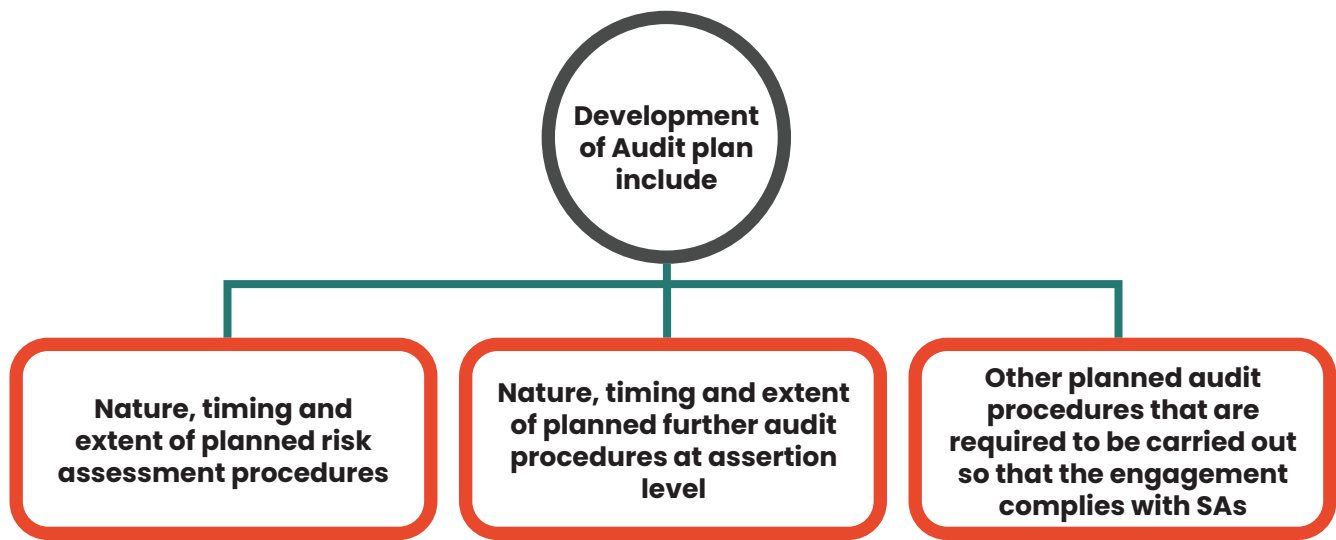 Development
of Audit plan
include
Nature, timing and
extent of planned risk
assessment procedures
Nature, timing and extent
of planned further audit
procedures at assertion
level
Other planned audit
procedures that are
required to be carried out
so that the engagement
complies with SAs